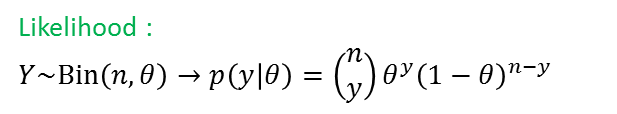 Likelihood :
Y~Bin(n, θ) → p(y|θ) = (n y) θ^y (1 − θ)^{n−y}